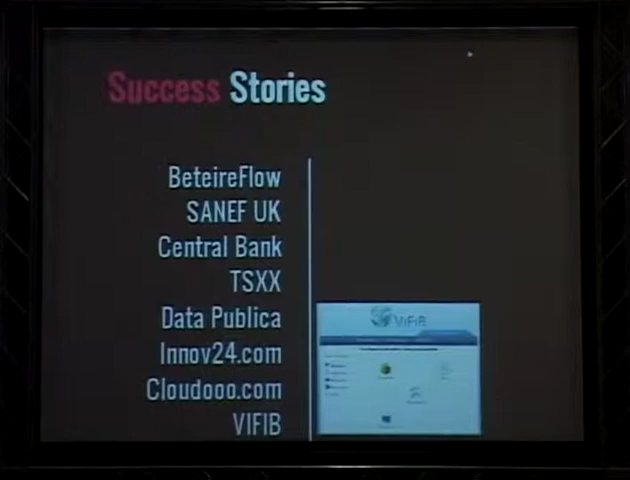 Success Stories
BeteireFlow
SANEF UK
Central Bank
TSXX
Data Publica
Innov24.com
Cloudooo.com
VIFIB
ViFiB